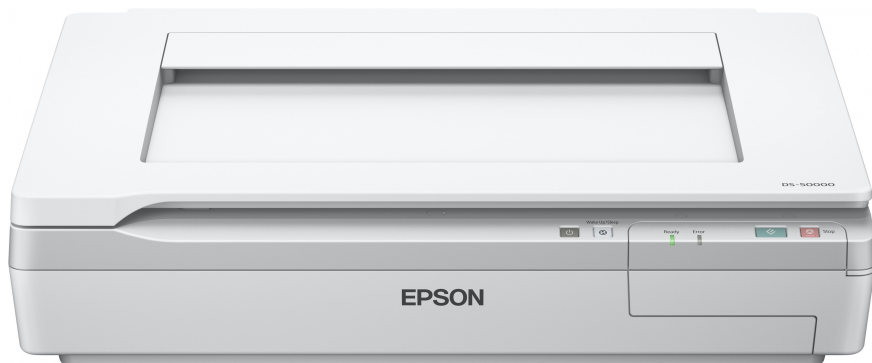 DS-50000
Wake Up/Sleep
Ready Error
Stop
EPSON